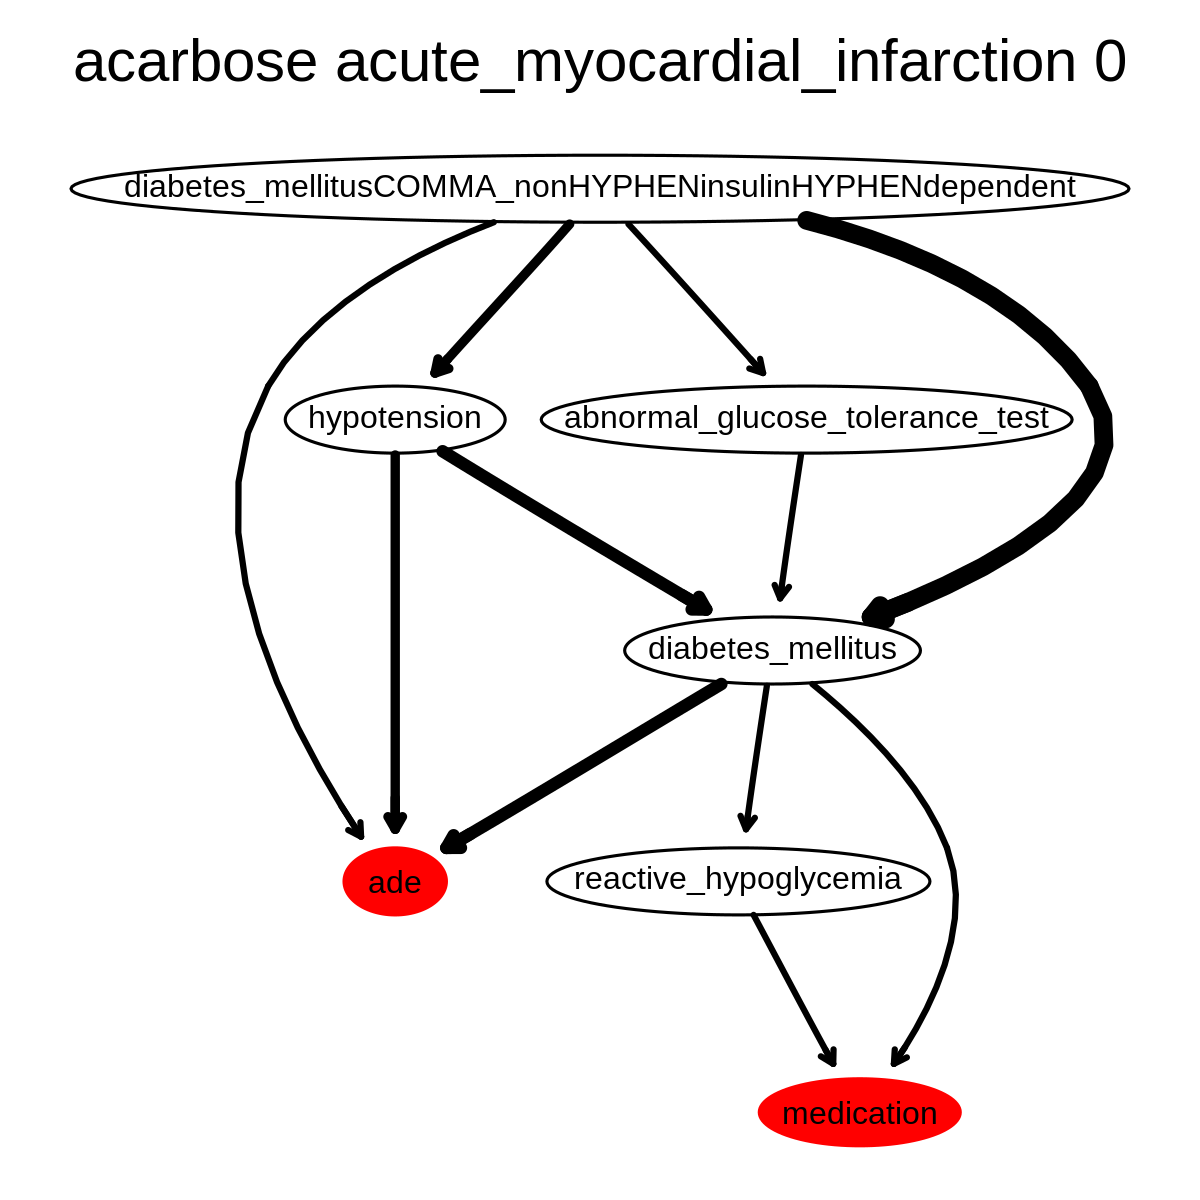 acarbose acute_myocardial_infarction 0
diabetes_mellitusCOMMA_nonHYPHENinsulinHYPHENdependent
hypotension
abnormal_glucose_tolerance_test
diabetes_mellitus
ade
reactive_hypoglycemia
medication